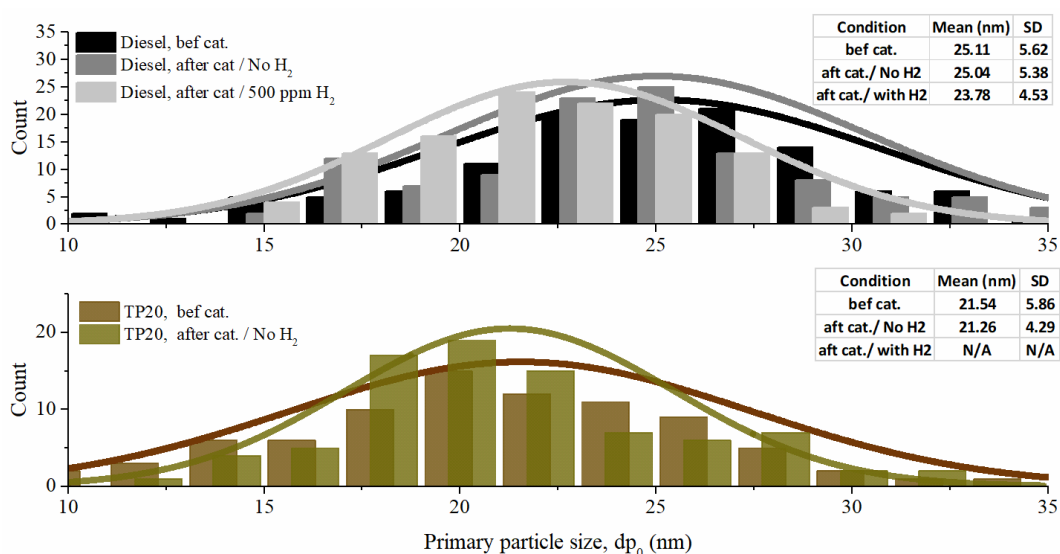 35
30
25
20
15
10
5
0
Count
Diesel, bef cat.
Diesel, after cat / No H₂
Diesel, after cat / 500 ppm H₂
Condition Mean (nm) SD
bef cat. 25.11 5.62
aft cat./ No H2 25.04 5.38
aft cat./ with H2 23.78 4.53
10 15 20 25 30 35
20
10
0
Count
TP20, bef cat.
TP20, after cat. / No H₂
Condition Mean (nm) SD
bef cat. 21.54 5.86
aft cat./ No H2 21.26 4.29
aft cat./ with H2 N/A N/A
10 15 20 25 30 35
Primary particle size, dp₀ (nm)